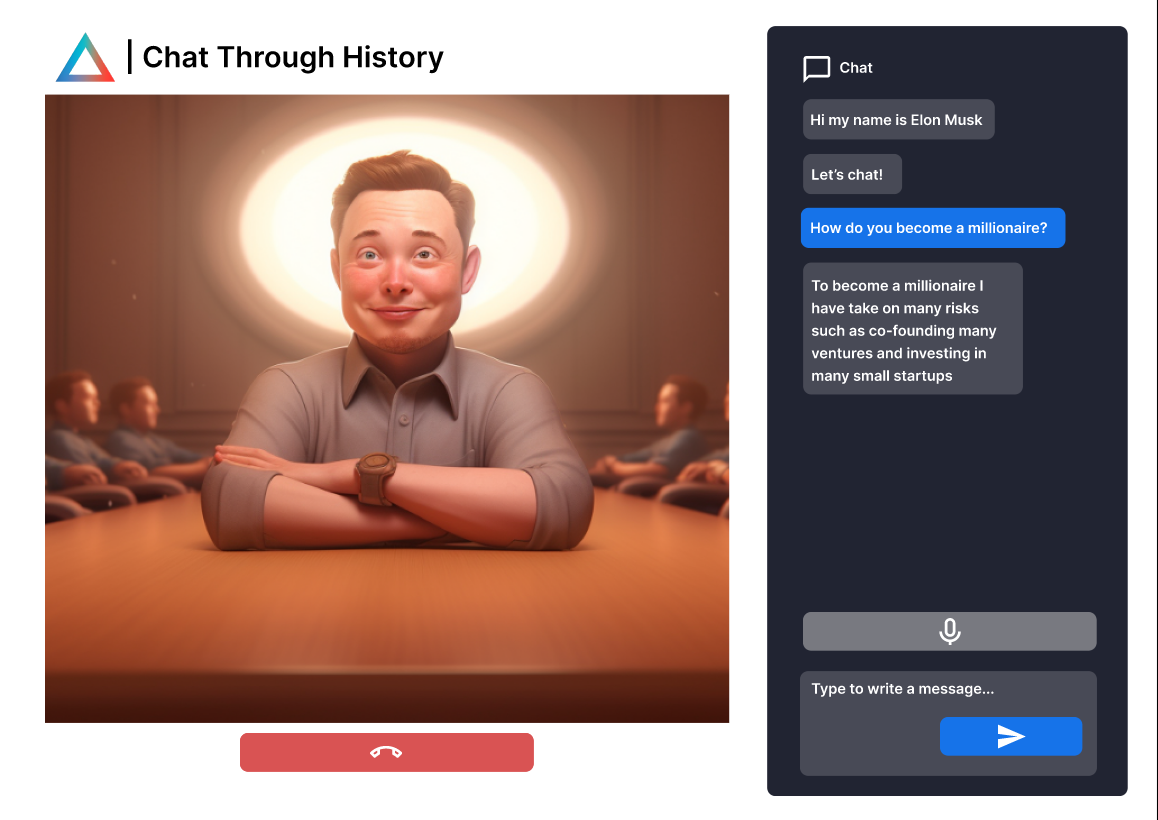 Chat Through History
Chat
Hi my name is Elon Musk
Let's chat!
How do you become a millionaire?
To become a millionaire I
have take on many risks
such as co-founding many
ventures and investing in
many small startups
Type to write a message...